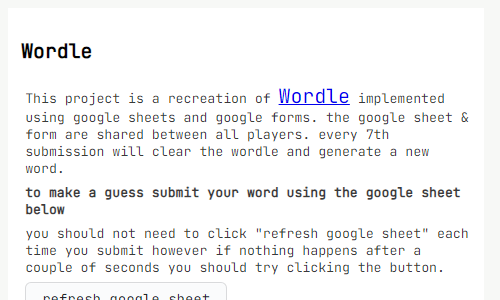 Wordle
This project is a recreation of Wordle implemented
using google sheets and google forms. the google sheet &
form are shared between all players. every 7th
submission will clear the wordle and generate a new
word.
to make a guess submit your word using the google sheet
below
you should not need to click "refresh google sheet" each
time you submit however if nothing happens after a
couple of seconds you should try clicking the button.
refresh google sheet